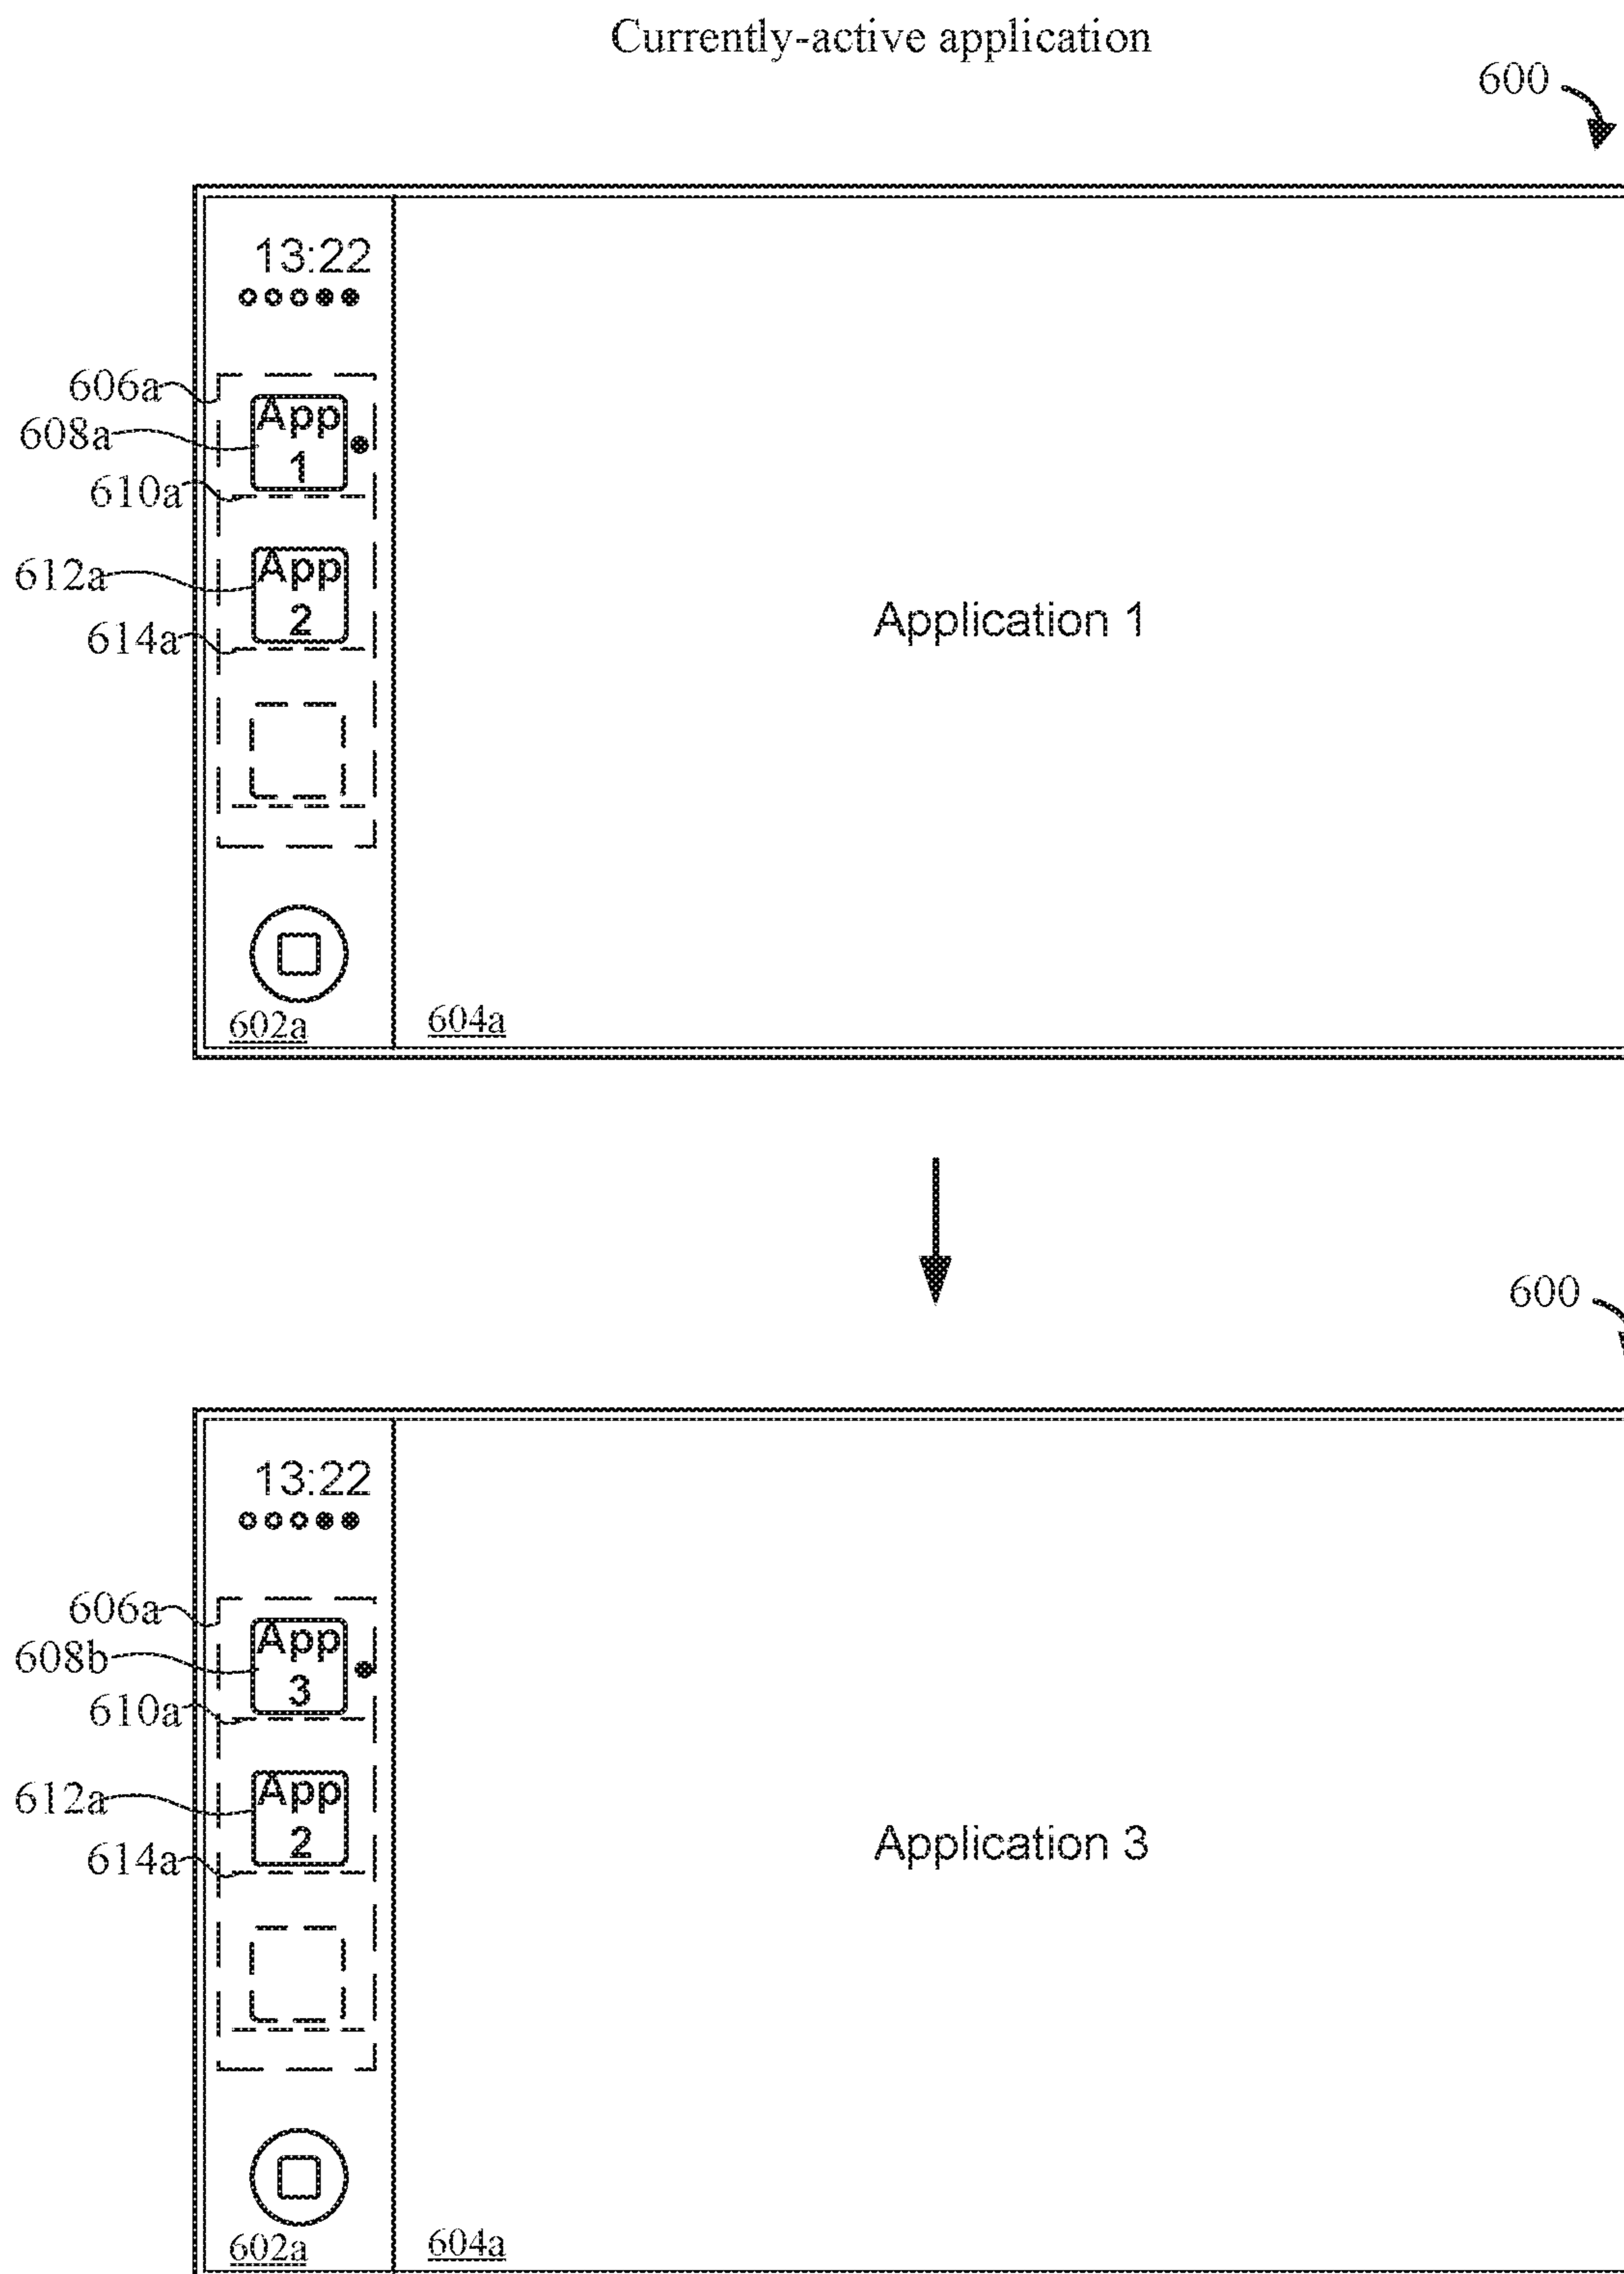 Currently-active application
600
13:22
606a
App
1
608a
610a
612a
App
2
614a
Application 1
602a
604a
600
13:22
606a
App
3
608b
610a
612a
App
2
614a
Application 3
602a
604a